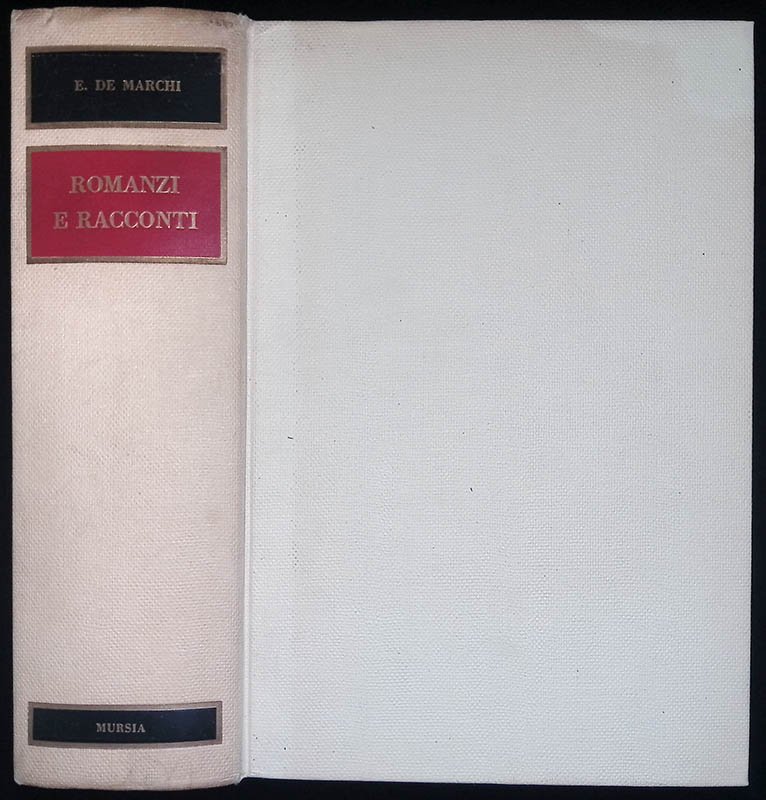 E. DE MARCHI
ROMANZI
E RACCONTI
MURSIA